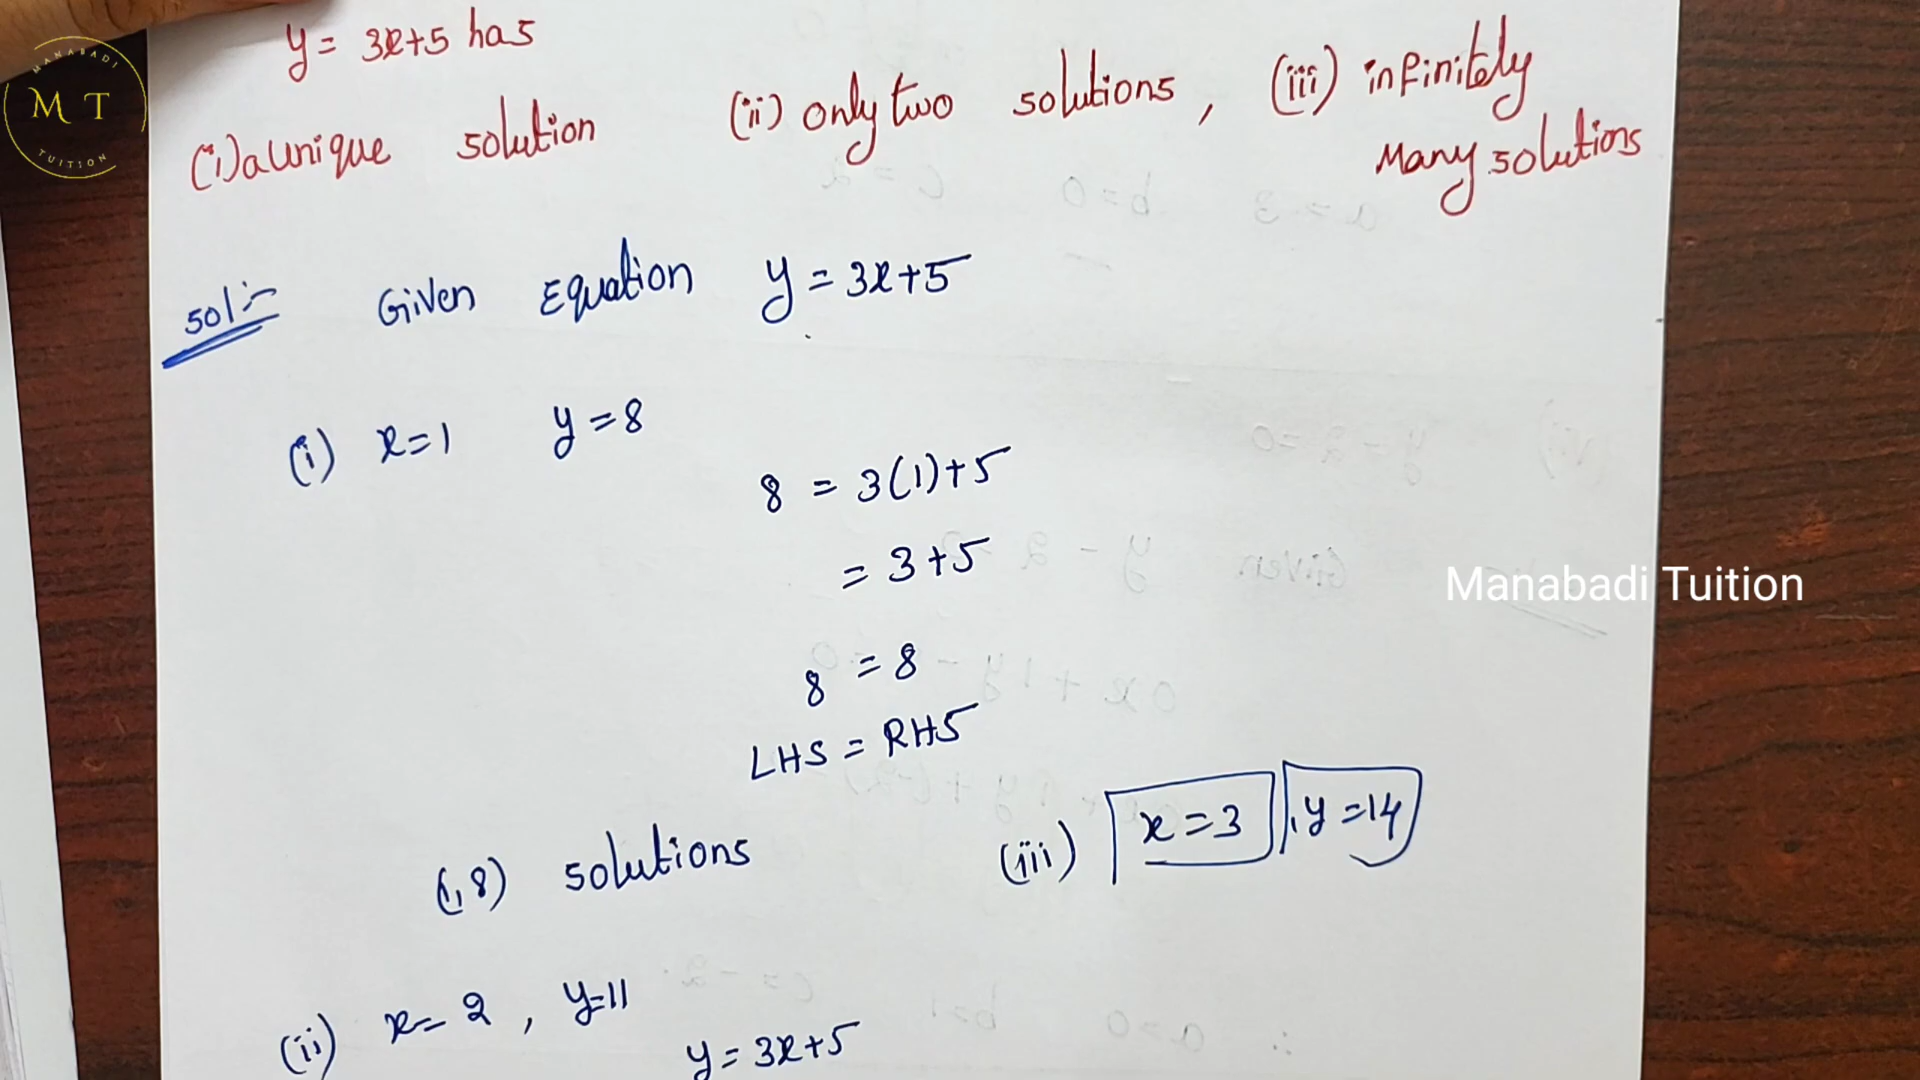 MANABADI
M T
TUITION
y = 3x+5 has
(i) a unique solution (ii) only two solutions, (iii) infinitely
Many solutions
Sol:- Given Equation y = 3x+5
(i) x=1 y=8
8 = 3(1)+5
= 3+5
8 = 8
LHS = RHS
(1,8) solutions
(iii) x=3, y=14
(ii) x=2, y=11
y = 3x+5
Manabadi Tuition